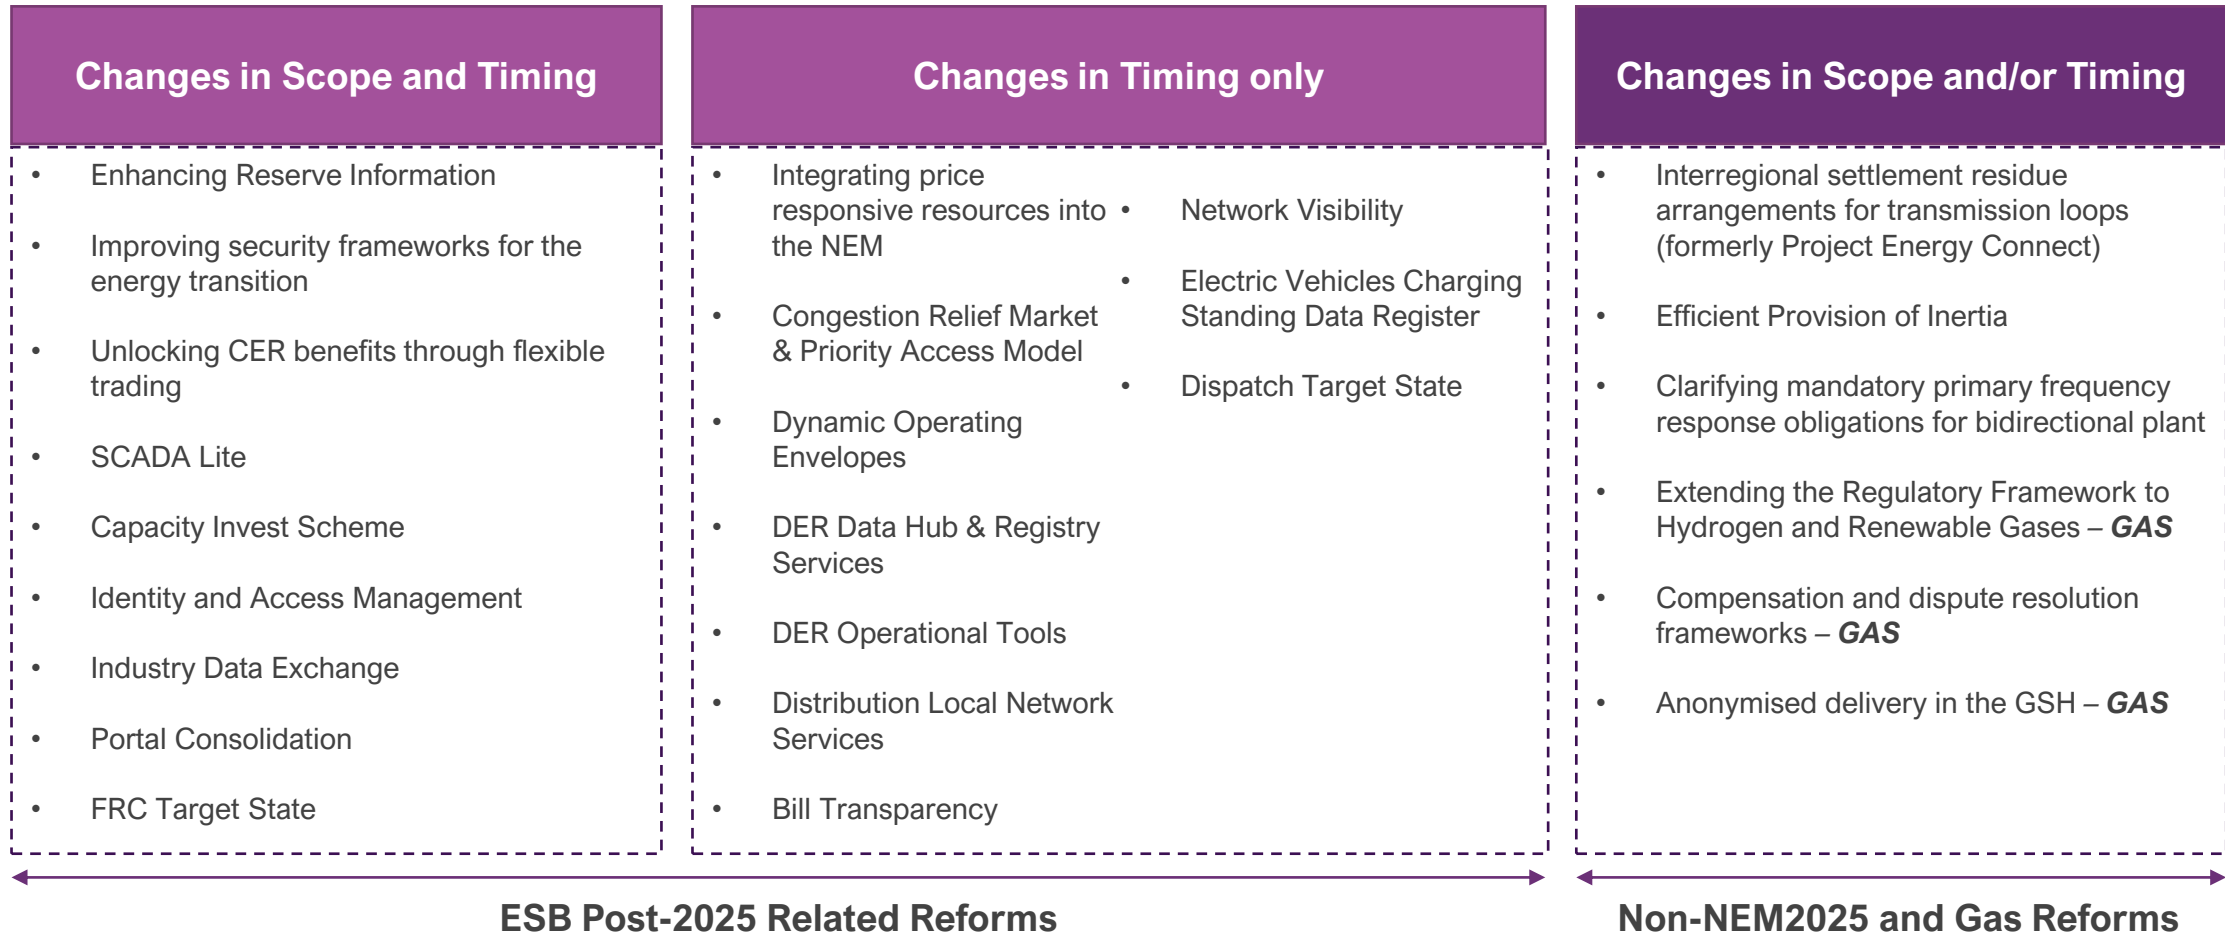 Changes in Scope and Timing
• Enhancing Reserve Information
• Improving security frameworks for the
energy transition
• Unlocking CER benefits through flexible
trading
• SCADA Lite
• Capacity Invest Scheme
• Identity and Access Management
• Industry Data Exchange
• Portal Consolidation
• FRC Target State
Changes in Timing only
• Integrating price
responsive resources into
the NEM
• Congestion Relief Market
& Priority Access Model
• Dynamic Operating
Envelopes
• DER Data Hub & Registry
Services
• DER Operational Tools
• Distribution Local Network
Services
• Bill Transparency
• Network Visibility
• Electric Vehicles Charging
Standing Data Register
• Dispatch Target State
Changes in Scope and/or Timing
• Interregional settlement residue
arrangements for transmission loops
(formerly Project Energy Connect)
• Efficient Provision of Inertia
• Clarifying mandatory primary frequency
response obligations for bidirectional plant
• Extending the Regulatory Framework to
Hydrogen and Renewable Gases – GAS
• Compensation and dispute resolution
frameworks – GAS
• Anonymised delivery in the GSH – GAS
ESB Post-2025 Related Reforms
Non-NEM2025 and Gas Reforms